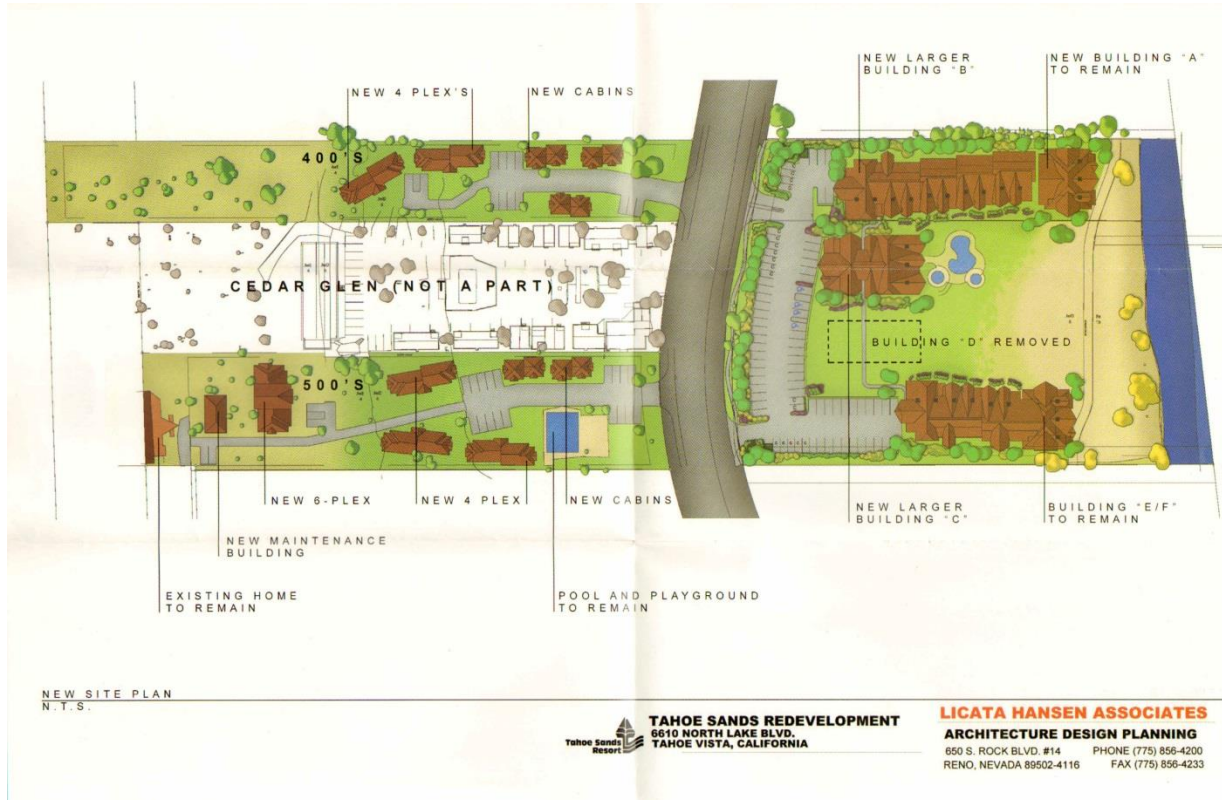 NEW LARGER
BUILDING "B"
NEW BUILDING "A"
TO REMAIN
NEW 4 PLEX'S
NEW CABINS
400'S
CEDAR GLEN (NOT A PART)
BUILDING "D" REMOVED
500'S
NEW 6-PLEX
NEW 4 PLEX
NEW CABINS
NEW LARGER
BUILDING "C"
BUILDING "E/F"
TO REMAIN
NEW MAINTENANCE
BUILDING
EXISTING HOME
TO REMAIN
POOL AND PLAYGROUND
TO REMAIN
NEW SITE PLAN
N.T.S.
Tahoe Sands
Resort
TAHOE SANDS REDEVELOPMENT
6610 NORTH LAKE BLVD.
TAHOE VISTA, CALIFORNIA
LICATA HANSEN ASSOCIATES
ARCHITECTURE DESIGN PLANNING
650 S. ROCK BLVD. #14 PHONE (775) 856-4200
RENO, NEVADA 89502-4116 FAX (775) 856-4233